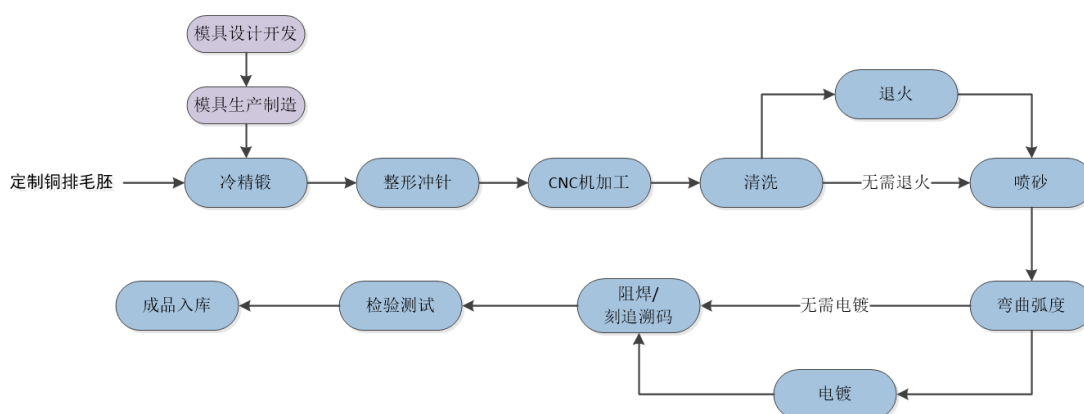 模具设计开发
模具生产制造
退火
定制铜排毛胚
冷精锻
整形冲针
CNC机加工
清洗
无需退火
喷砂
成品入库
检验测试
阻焊/
刻追溯码
无需电镀
弯曲弧度
电镀